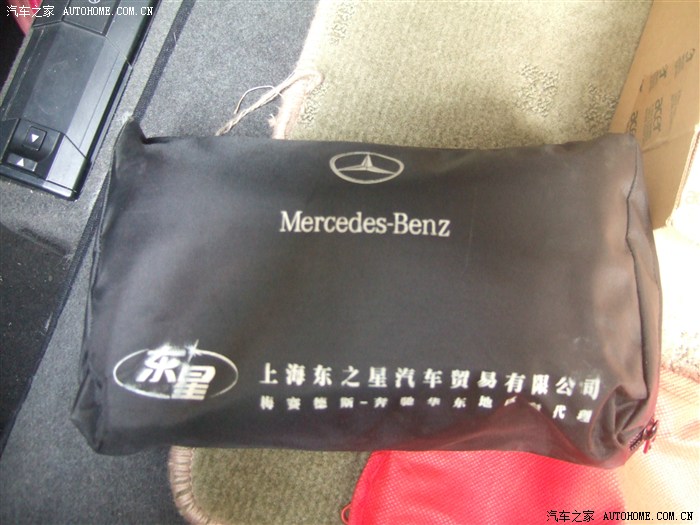 汽车之家 AUTOHOME.COM.CN
Mercedes-Benz
东星
上海东之星汽车贸易有限公司
梅赛德斯-奔驰华东地区总代理
汽车之家 AUTOHOME.COM.CN